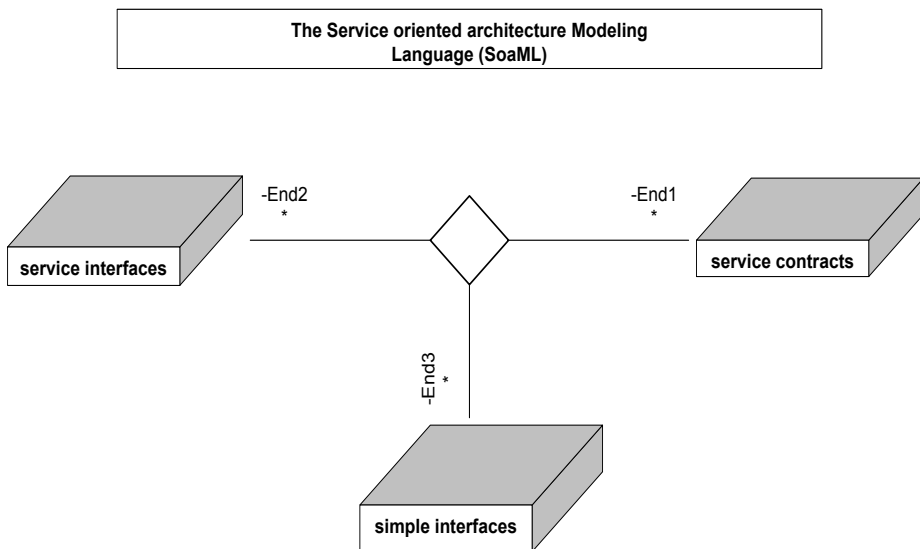 The Service oriented architecture Modeling
Language (SoaML)
-End2
*
-End1
*
service interfaces
service contracts
-End3
*
simple interfaces